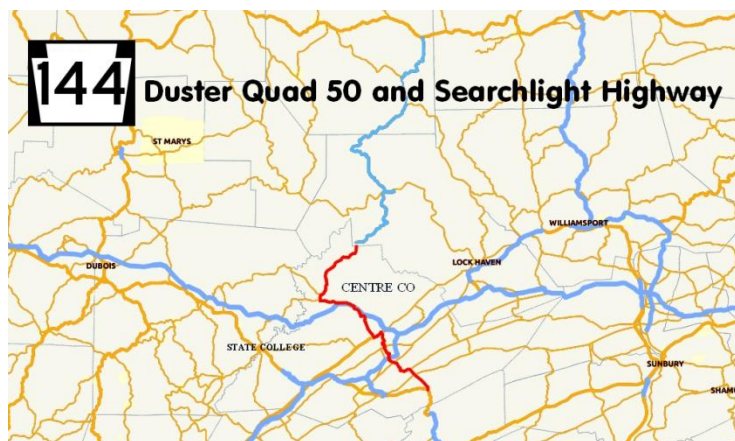 144
Duster Quad 50 and Searchlight Highway
ST MARYS
WILLIAMSPORT
DUBOIS
LOCK HAVEN
CENTRE CO
STATE COLLEGE
SUNBURY